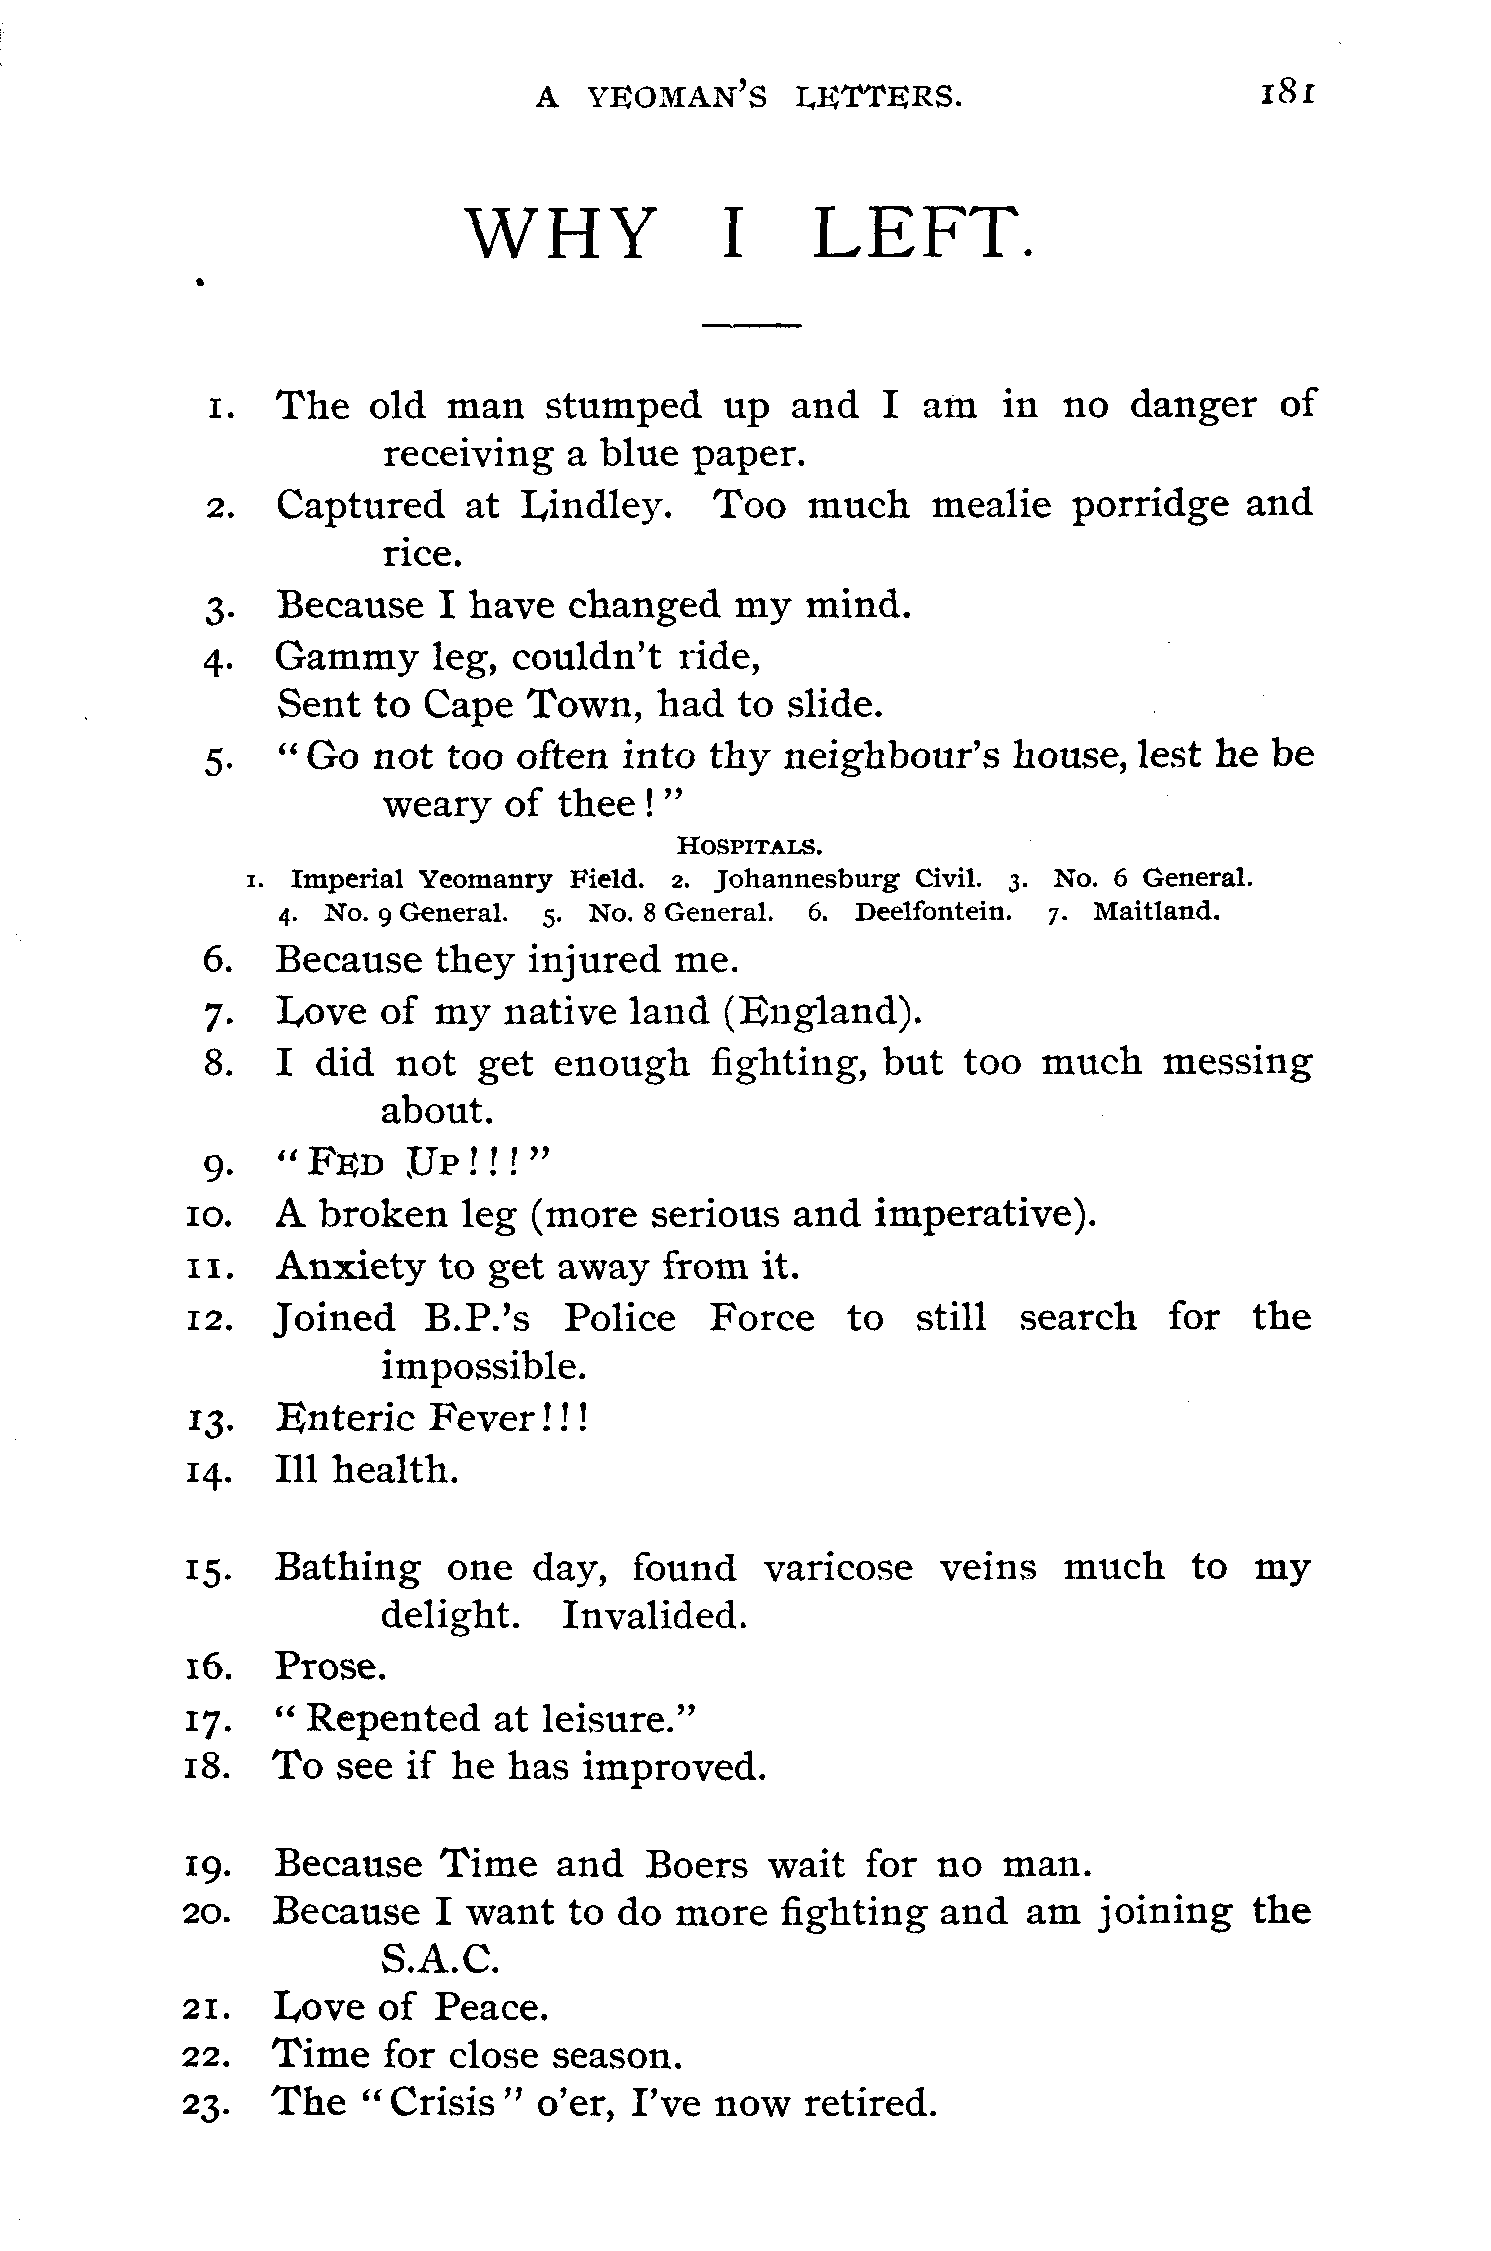 A YEOMAN'S LETTERS. 181
WHY I LEFT.
1. The old man stumped up and I am in no danger of
receiving a blue paper.
2. Captured at Lindley. Too much mealie porridge and
rice.
3. Because I have changed my mind.
4. Gammy leg, couldn't ride,
Sent to Cape Town, had to slide.
5. "Go not too often into thy neighbour's house, lest he be
weary of thee!"
HOSPITALS.
1. Imperial Yeomanry Field. 2. Johannesburg Civil. 3. No. 6 General.
4. No. 9 General. 5. No. 8 General. 6. Deelfontein. 7. Maitland.
6. Because they injured me.
7. Love of my native land (England).
8. I did not get enough fighting, but too much messing
about.
9. "FED UP!!!"
10. A broken leg (more serious and imperative).
11. Anxiety to get away from it.
12. Joined B.P.'s Police Force to still search for the
impossible.
13. Enteric Fever!!!
14. Ill health.
15. Bathing one day, found varicose veins much to my
delight. Invalided.
16. Prose.
17. "Repented at leisure."
18. To see if he has improved.
19. Because Time and Boers wait for no man.
20. Because I want to do more fighting and am joining the
S.A.C.
21. Love of Peace.
22. Time for close season.
23. The "Crisis" o'er, I've now retired.